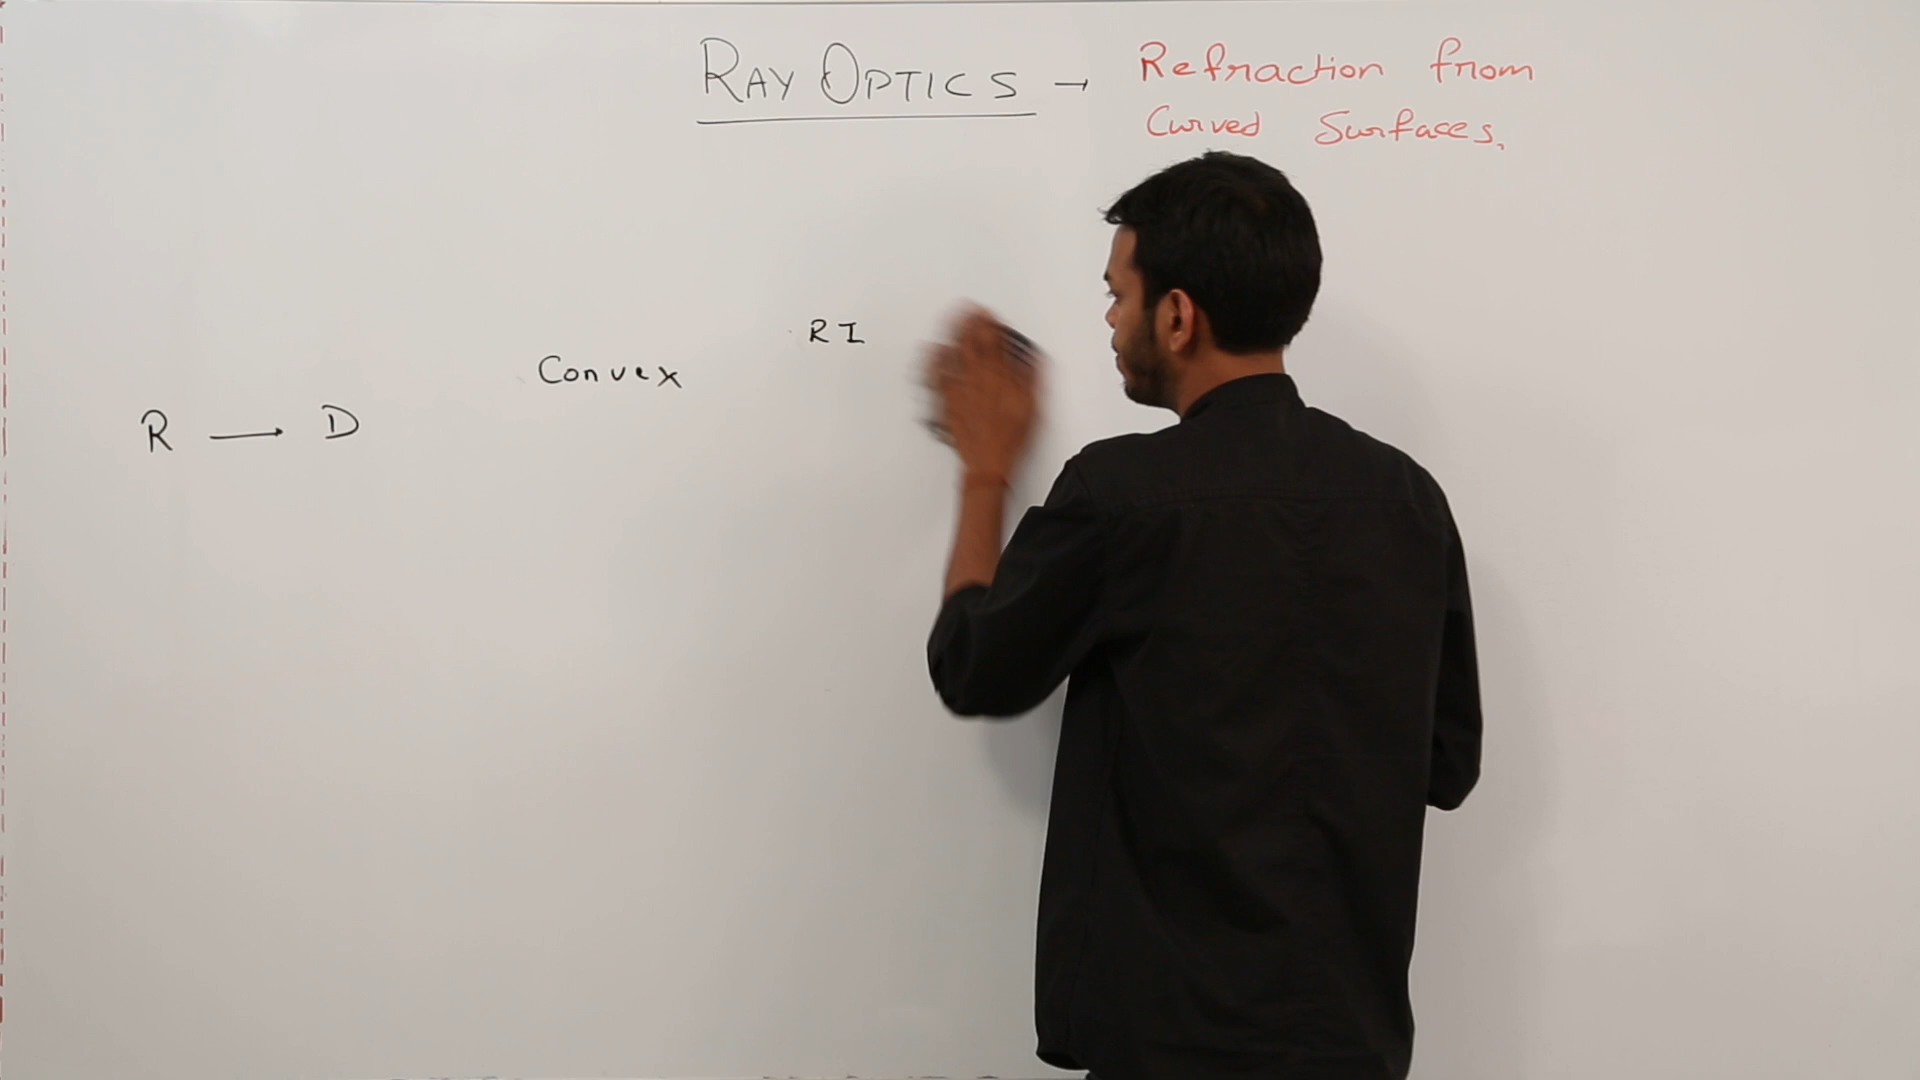 RAY OPTICS → Refraction from
Curved Surfaces.
RI
Convex
R → D